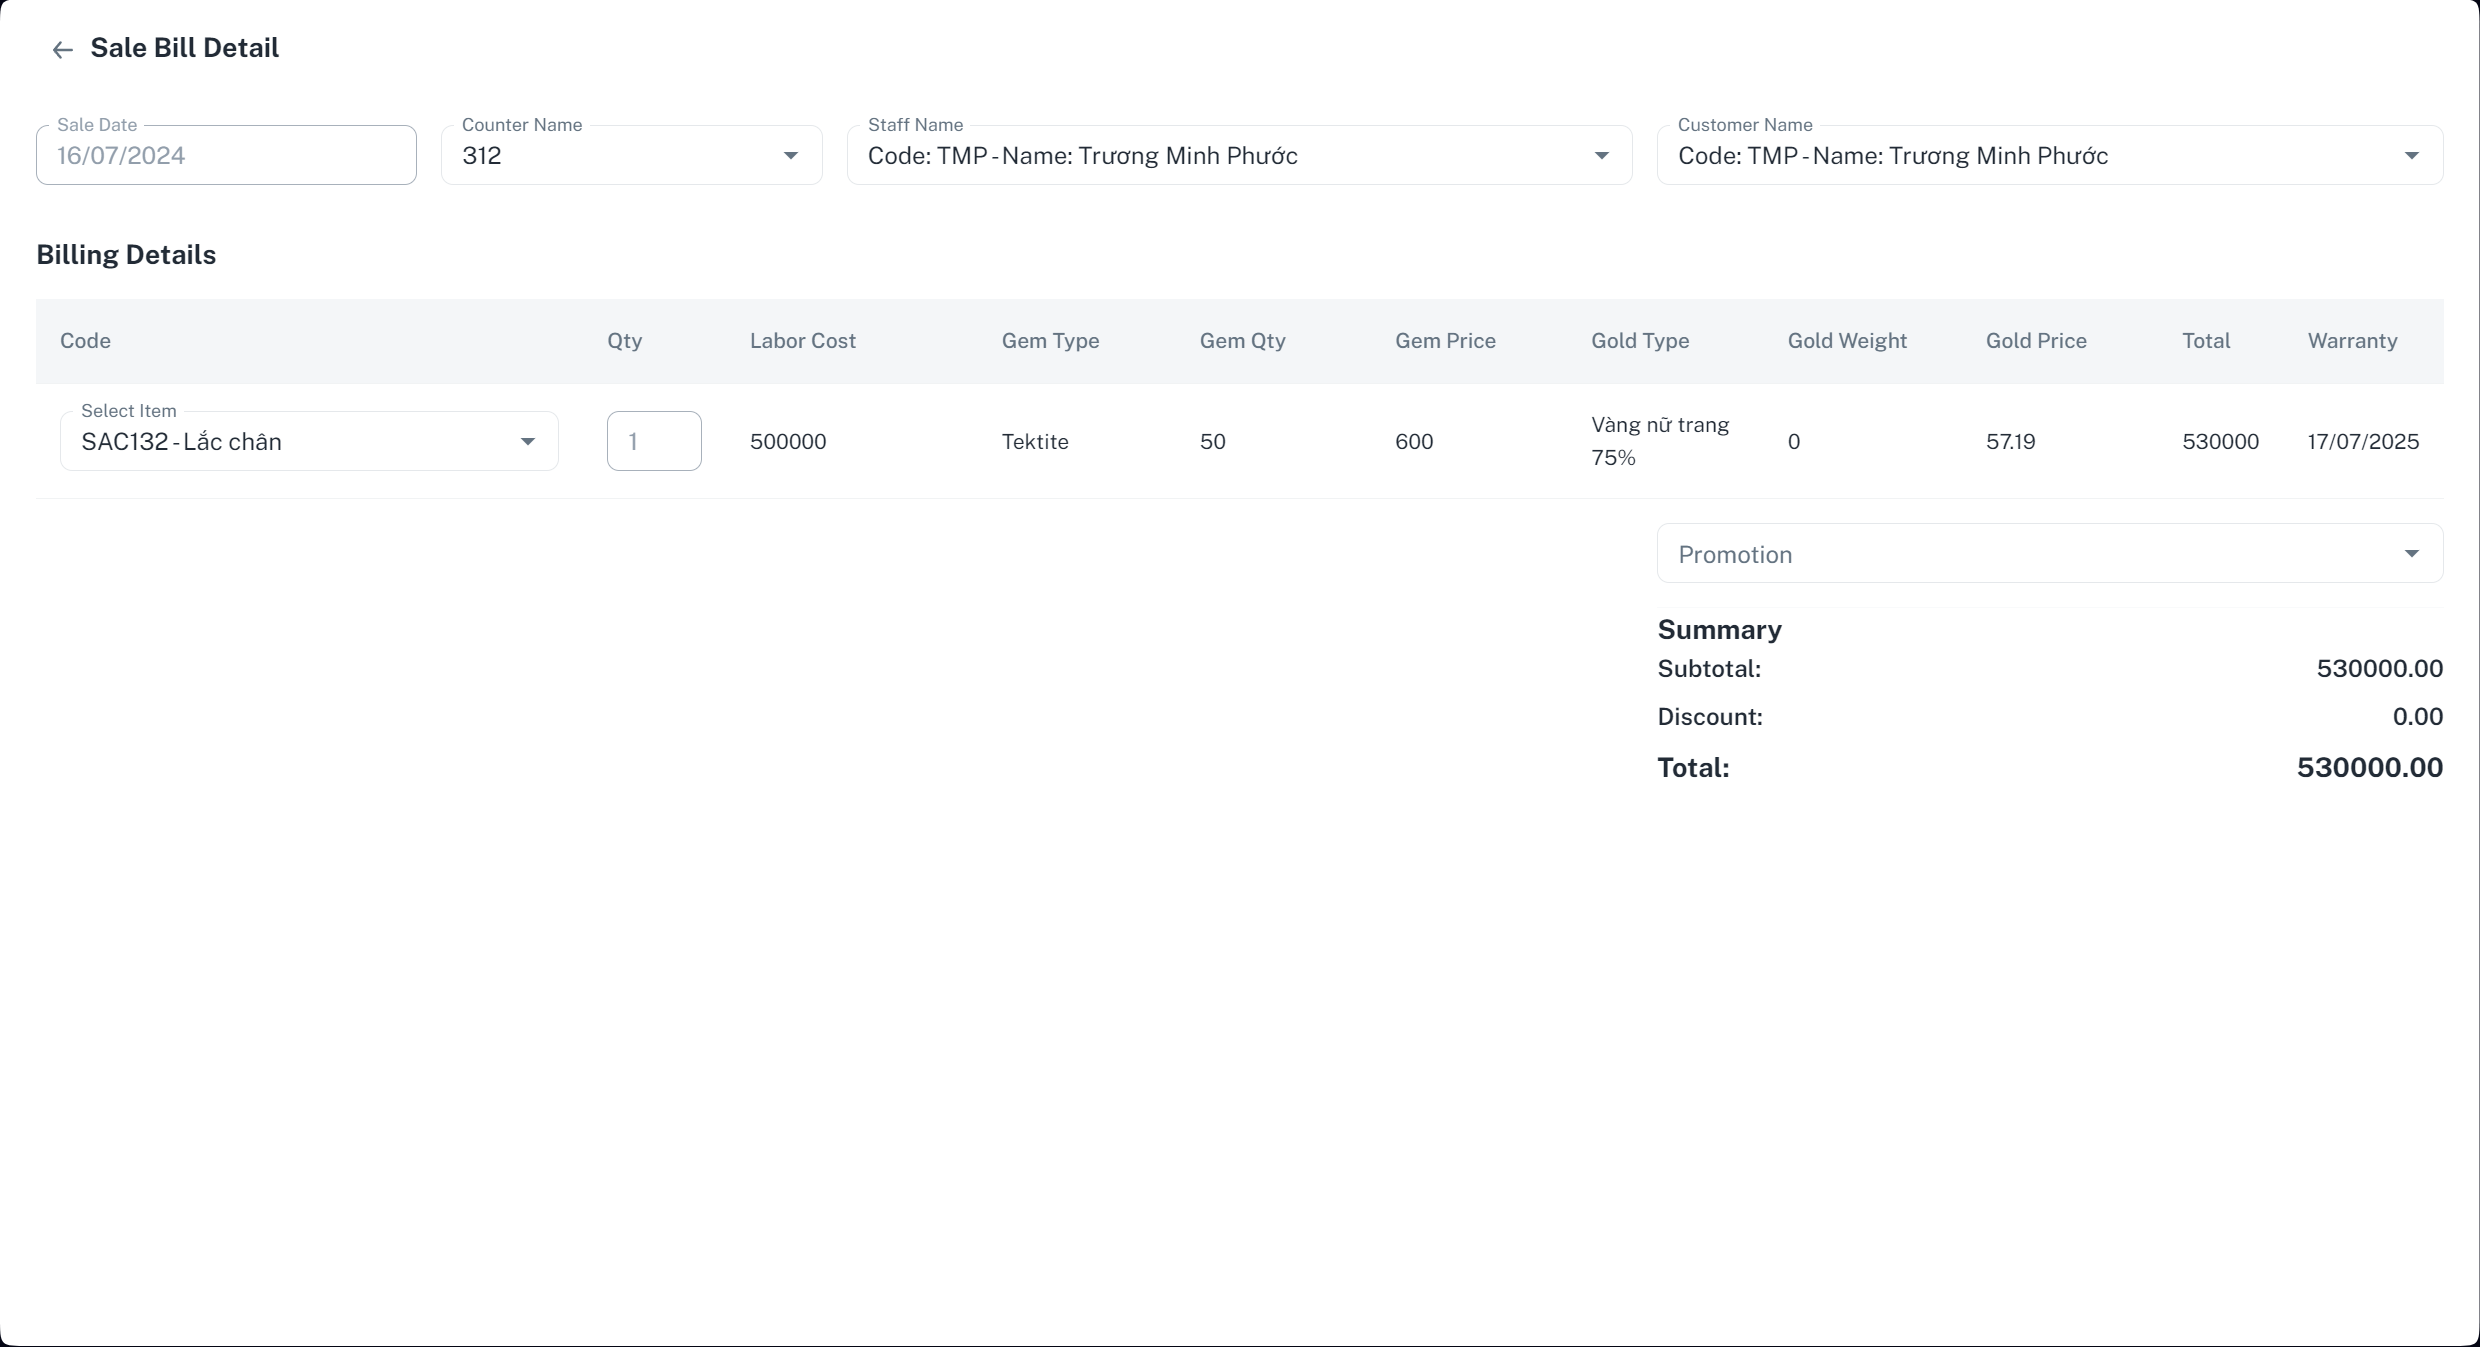 Sale Bill Detail
Sale Date
16/07/2024
Counter Name
312
Staff Name
Code: TMP - Name: Trương Minh Phước
Customer Name
Code: TMP - Name: Trương Minh Phước
Billing Details
Code Qty Labor Cost Gem Type Gem Qty Gem Price Gold Type Gold Weight Gold Price Total Warranty
Select Item
SAC132 - Lắc chân 1 500000 Tektite 50 600 Vàng nữ trang 75% 0 57.19 530000 17/07/2025
Promotion
Summary
Subtotal: 530000.00
Discount: 0.00
Total: 530000.00